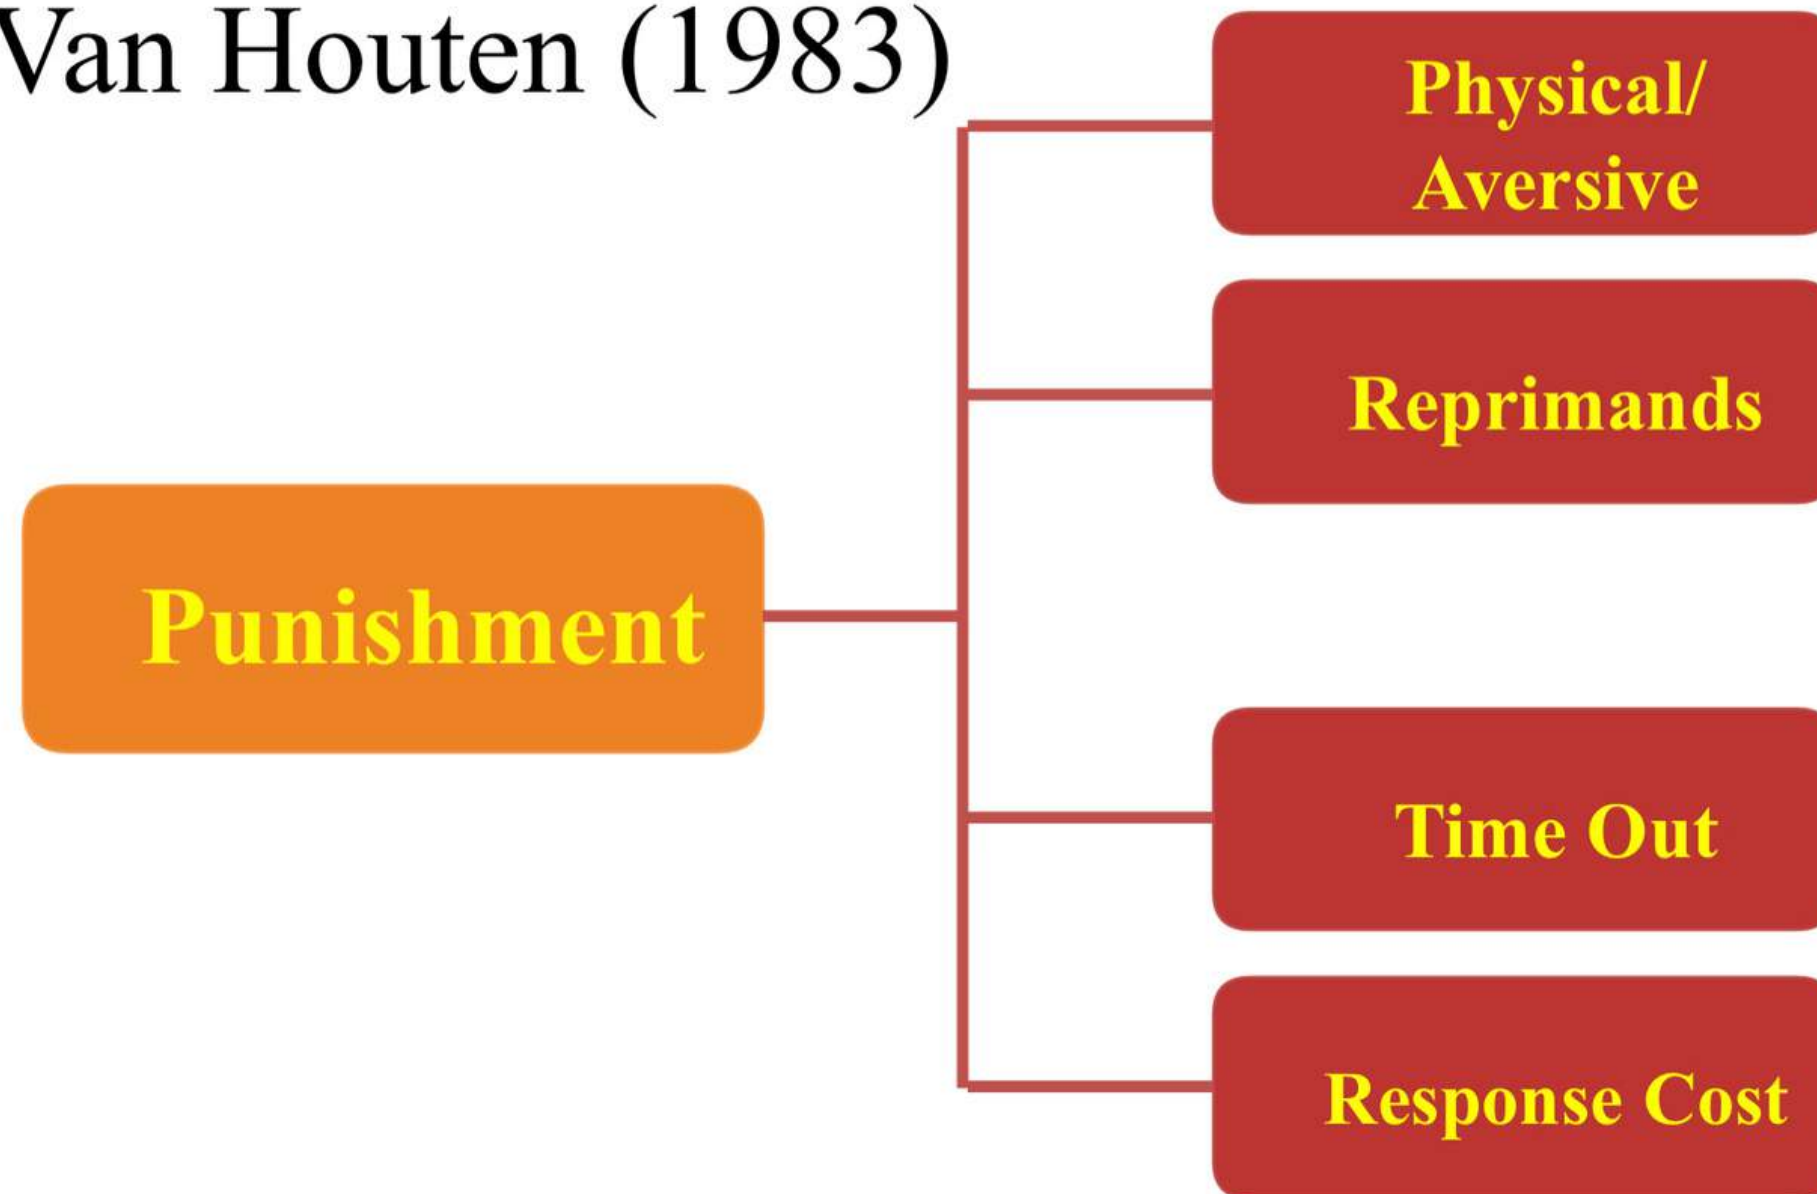 Van Houten (1983)
Physical/
Aversive
Reprimands
Punishment
Time Out
Response Cost